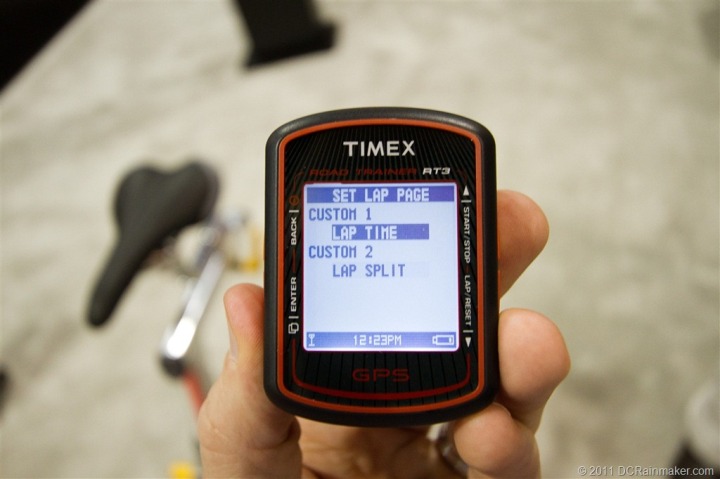 TIMEX
ROAD TRAINER RT3
SET LAP PAGE
CUSTOM 1
LAP TIME
CUSTOM 2
LAP SPLIT
12:23PM
BACK
ENTER
START/STOP
LAP/RESET
GPS
© 2011 DCRainmaker.com